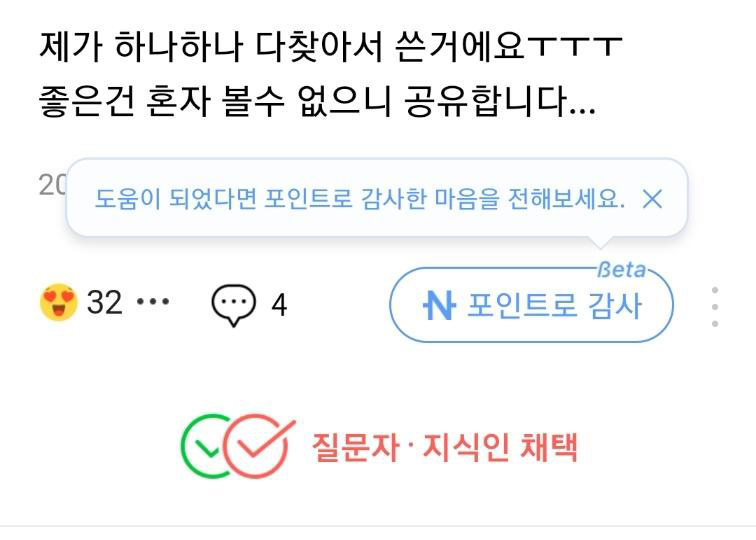 제가 하나하나 다찾아서 쓴거에요ㅜㅜㅜ
좋은건 혼자 볼수 없으니 공유합니다...
20
도움이 되었다면 포인트로 감사한 마음을 전해보세요. ✕
32 ••• 4
ßeta
N 포인트로 감사
질문자 · 지식인 채택